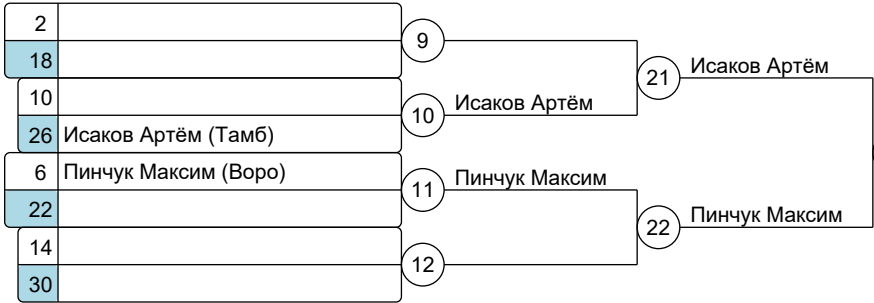 2
9
18
21 Исаков Артём
10
10 Исаков Артём
26 Исаков Артём (Тамб)
6 Пинчук Максим (Воро)
11 Пинчук Максим
22
22 Пинчук Максим
14
12
30